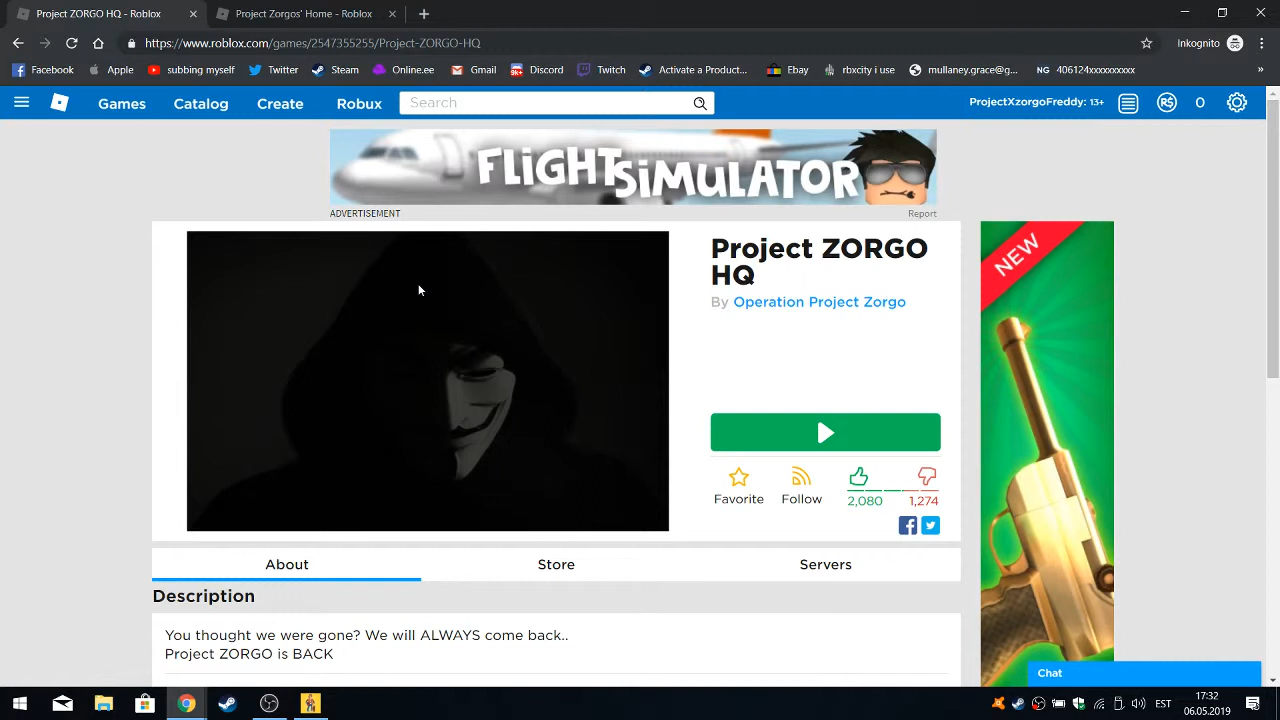 Project ZORGO HQ - Roblox
Project Zorgos' Home - Roblox
https://www.roblox.com/games/2547355255/Project-ZORGO-HQ
Inkognito
Facebook Apple subbing myself Twitter Steam Online.ee Gmail Discord Twitch Activate a Product... Ebay rbxcity i use mullaney.grace@g... NG 406124xxxxxxxx »
Games Catalog Create Robux Search ProjectXzorgoFreddy: 13+ R$ 0
FLiGHTSiMULATOR
ADVERTISEMENT Report
NEW
Project ZORGO
HQ
By Operation Project Zorgo
Favorite Follow 2,080 1,274
About Store Servers
Description
You thought we were gone? We will ALWAYS come back..
Project ZORGO is BACK
Chat
EST 17:32
06.05.2019